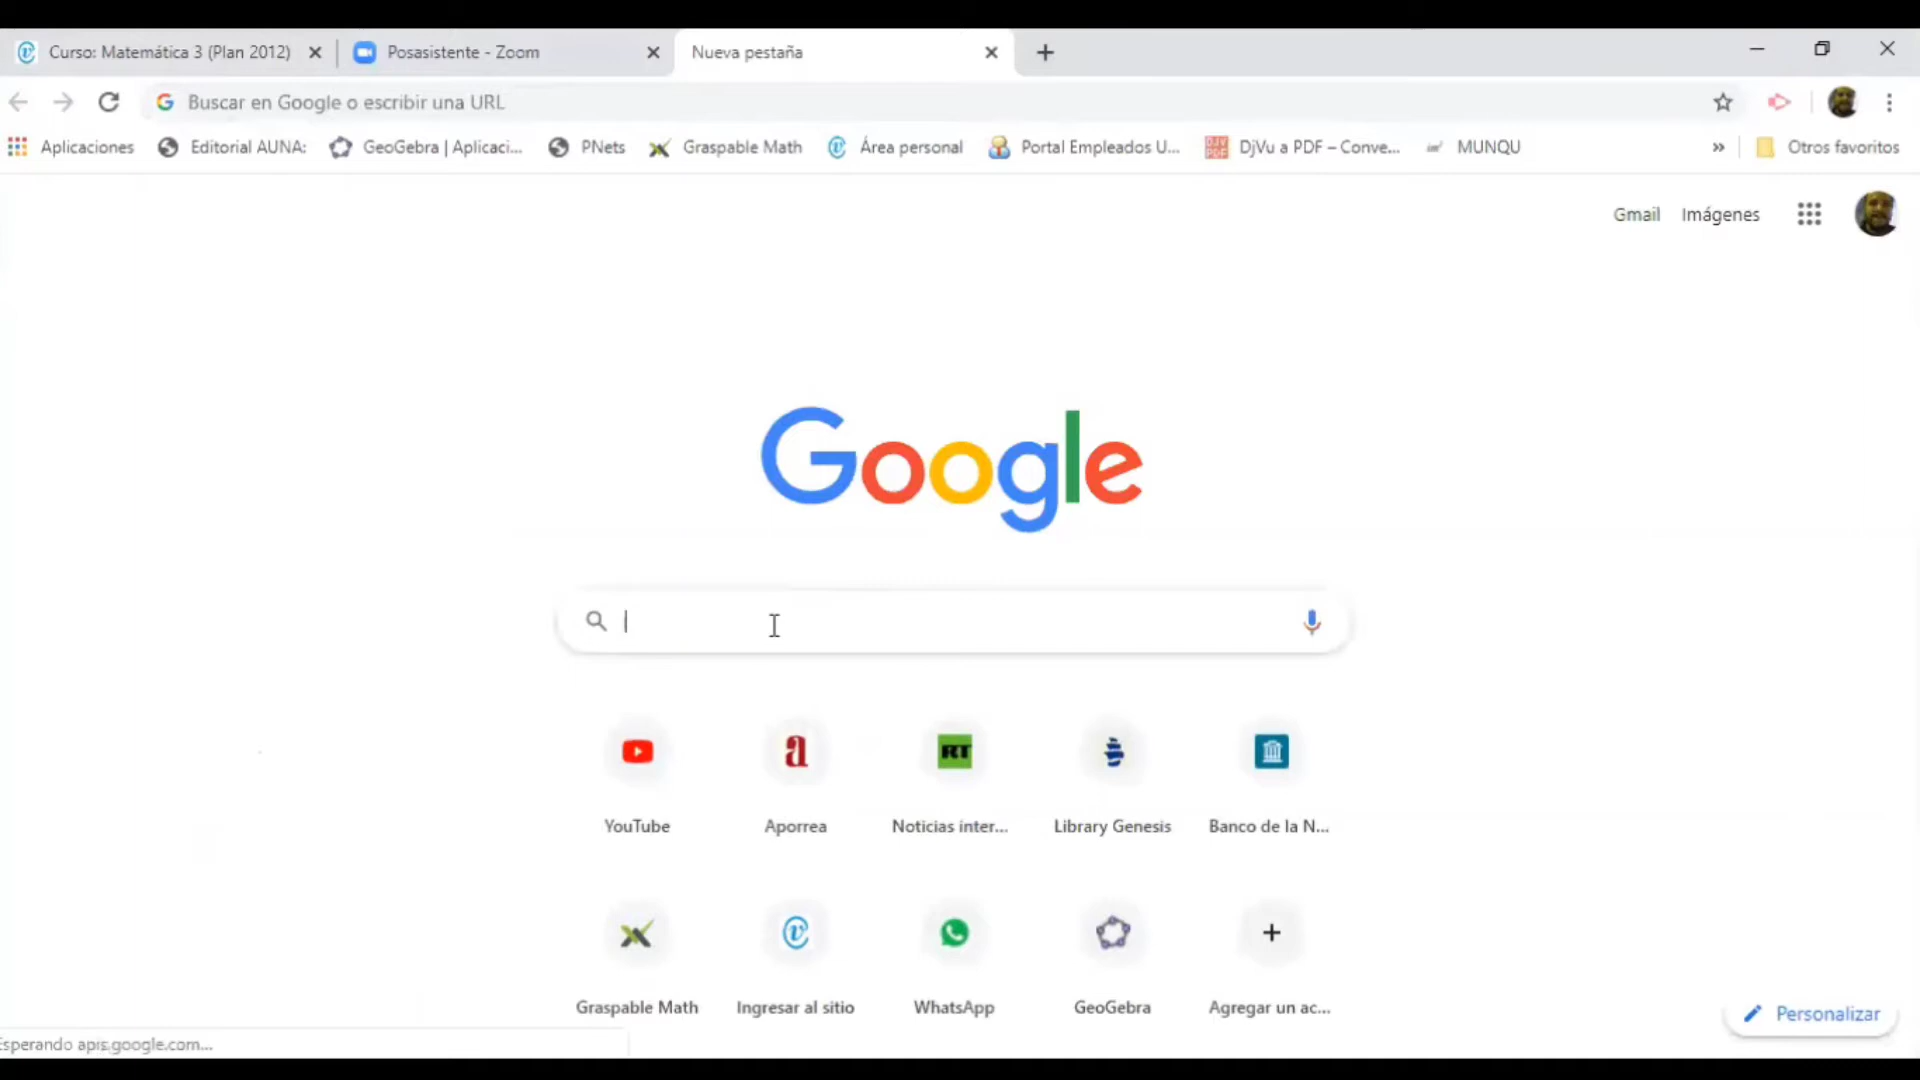 Curso: Matemática 3 (Plan 2012)
Posasistente - Zoom
Nueva pestaña
Buscar en Google o escribir una URL
Aplicaciones
Editorial AUNA:
GeoGebra | Aplicaci...
PNets
Graspable Math
Área personal
Portal Empleados U...
DjVu a PDF – Conve...
MUNQU
»
Otros favoritos
Gmail
Imágenes
Google
YouTube
Aporrea
Noticias inter...
Library Genesis
Banco de la N...
Graspable Math
Ingresar al sitio
WhatsApp
GeoGebra
Agregar un ac...
Personalizar
Esperando apis.google.com...